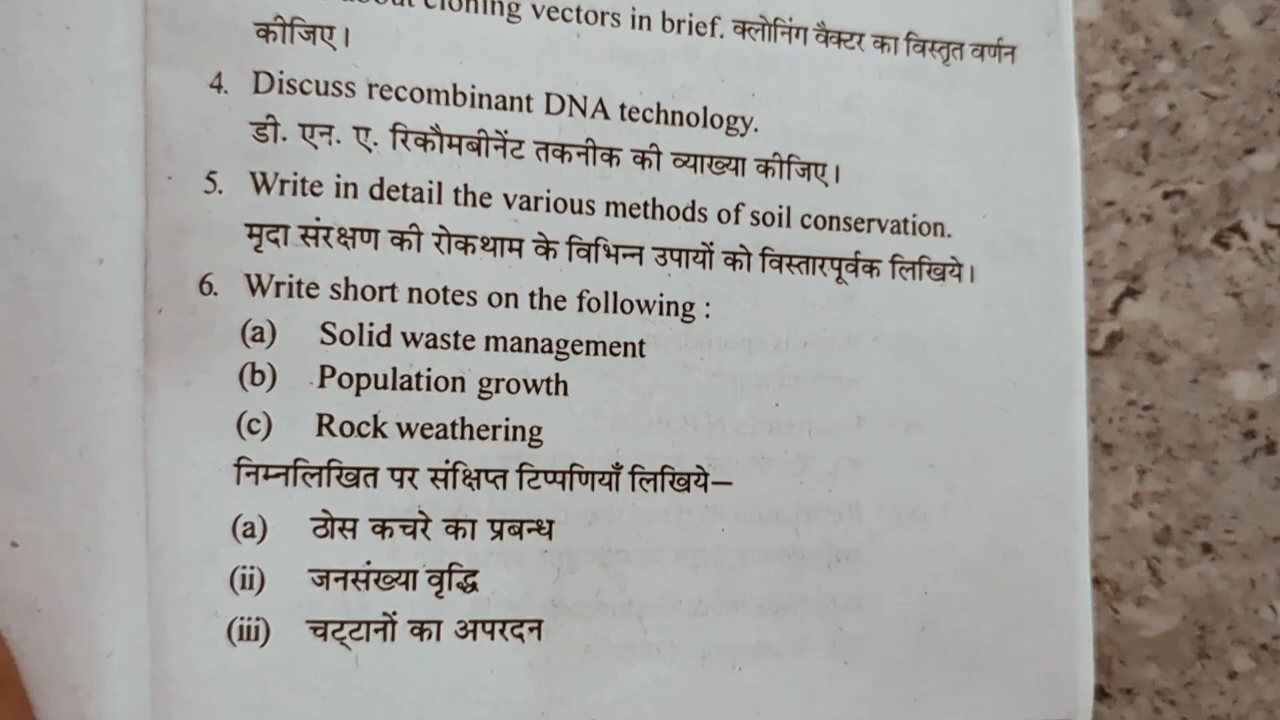 cloning vectors in brief. क्लोनिंग वैक्टर का विस्तृत वर्णन
कीजिए।
4. Discuss recombinant DNA technology.
डी. एन. ए. रिकौमबीनेंट तकनीक की व्याख्या कीजिए।
5. Write in detail the various methods of soil conservation.
मृदा संरक्षण की रोकथाम के विभिन्न उपायों को विस्तारपूर्वक लिखिये।
6. Write short notes on the following :
(a) Solid waste management
(b) Population growth
(c) Rock weathering
निम्नलिखित पर संक्षिप्त टिप्पणियाँ लिखिये–
(a) ठोस कचरे का प्रबन्ध
(ii) जनसंख्या वृद्धि
(iii) चट्टानों का अपरदन